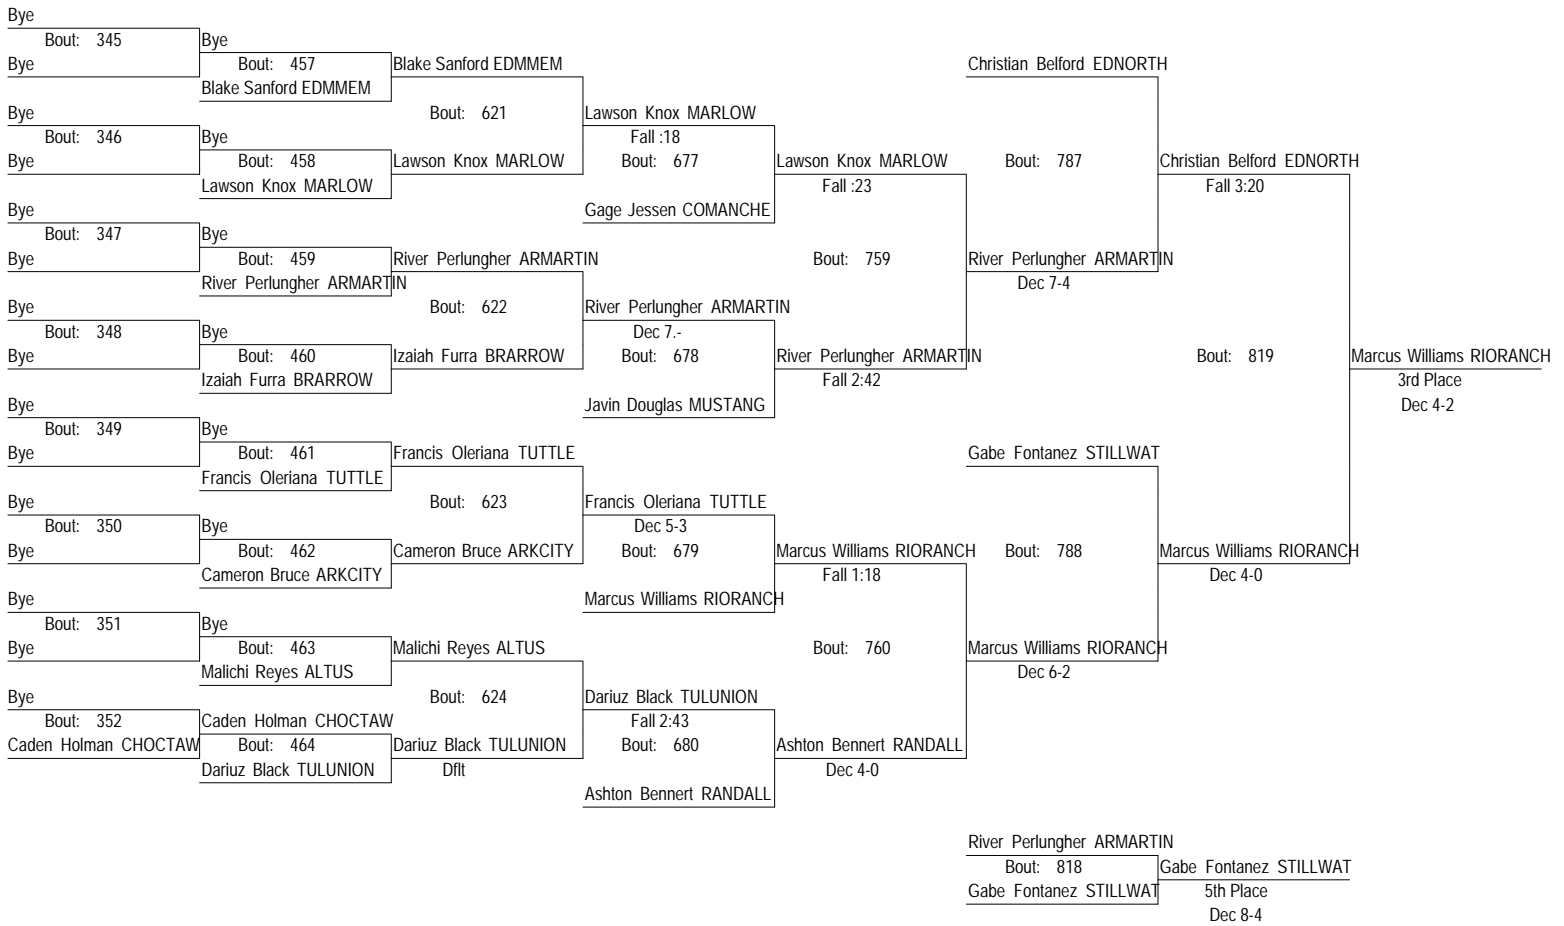 Bye
Bout: 345
Bye
Bye
Bout: 457
Blake Sanford EDMMEM
Blake Sanford EDMMEM
Bout: 621
Bye
Bout: 346
Bye
Bye
Bout: 458
Lawson Knox MARLOW
Lawson Knox MARLOW
Lawson Knox MARLOW
Fall :18
Bout: 677
Gage Jessen COMANCHE
Lawson Knox MARLOW
Fall :23
Bye
Bout: 347
Bye
Bye
Bout: 459
River Perlungher ARMARTIN
River Perlungher ARMARTIN
Bout: 622
Bye
Bout: 348
Bye
Bye
Bout: 460
Izaiah Furra BRARROW
Izaiah Furra BRARROW
River Perlungher ARMARTIN
Dec 7.-
Bout: 678
Javin Douglas MUSTANG
River Perlungher ARMARTIN
Fall 2:42
Bout: 759
Christian Belford EDNORTH
Bout: 787
River Perlungher ARMARTIN
Dec 7-4
Christian Belford EDNORTH
Fall 3:20
Bye
Bout: 349
Bye
Bye
Bout: 461
Francis Oleriana TUTTLE
Francis Oleriana TUTTLE
Bout: 623
Bye
Bout: 350
Bye
Bye
Bout: 462
Cameron Bruce ARKCITY
Cameron Bruce ARKCITY
Francis Oleriana TUTTLE
Dec 5-3
Bout: 679
Marcus Williams RIORANCH
Marcus Williams RIORANCH
Fall 1:18
Bye
Bout: 351
Bye
Bye
Bout: 463
Malichi Reyes ALTUS
Malichi Reyes ALTUS
Bout: 624
Bye
Bout: 352
Caden Holman CHOCTAW
Caden Holman CHOCTAW
Bout: 464
Dariuz Black TULUNION
Dariuz Black TULUNION
Dflt
Dariuz Black TULUNION
Fall 2:43
Bout: 680
Ashton Bennert RANDALL
Ashton Bennert RANDALL
Dec 4-0
Bout: 760
Gabe Fontanez STILLWAT
Bout: 788
Marcus Williams RIORANCH
Dec 6-2
Marcus Williams RIORANCH
Dec 4-0
Bout: 819
Marcus Williams RIORANCH
3rd Place
Dec 4-2
River Perlungher ARMARTIN
Bout: 818
Gabe Fontanez STILLWAT
Gabe Fontanez STILLWAT
5th Place
Dec 8-4